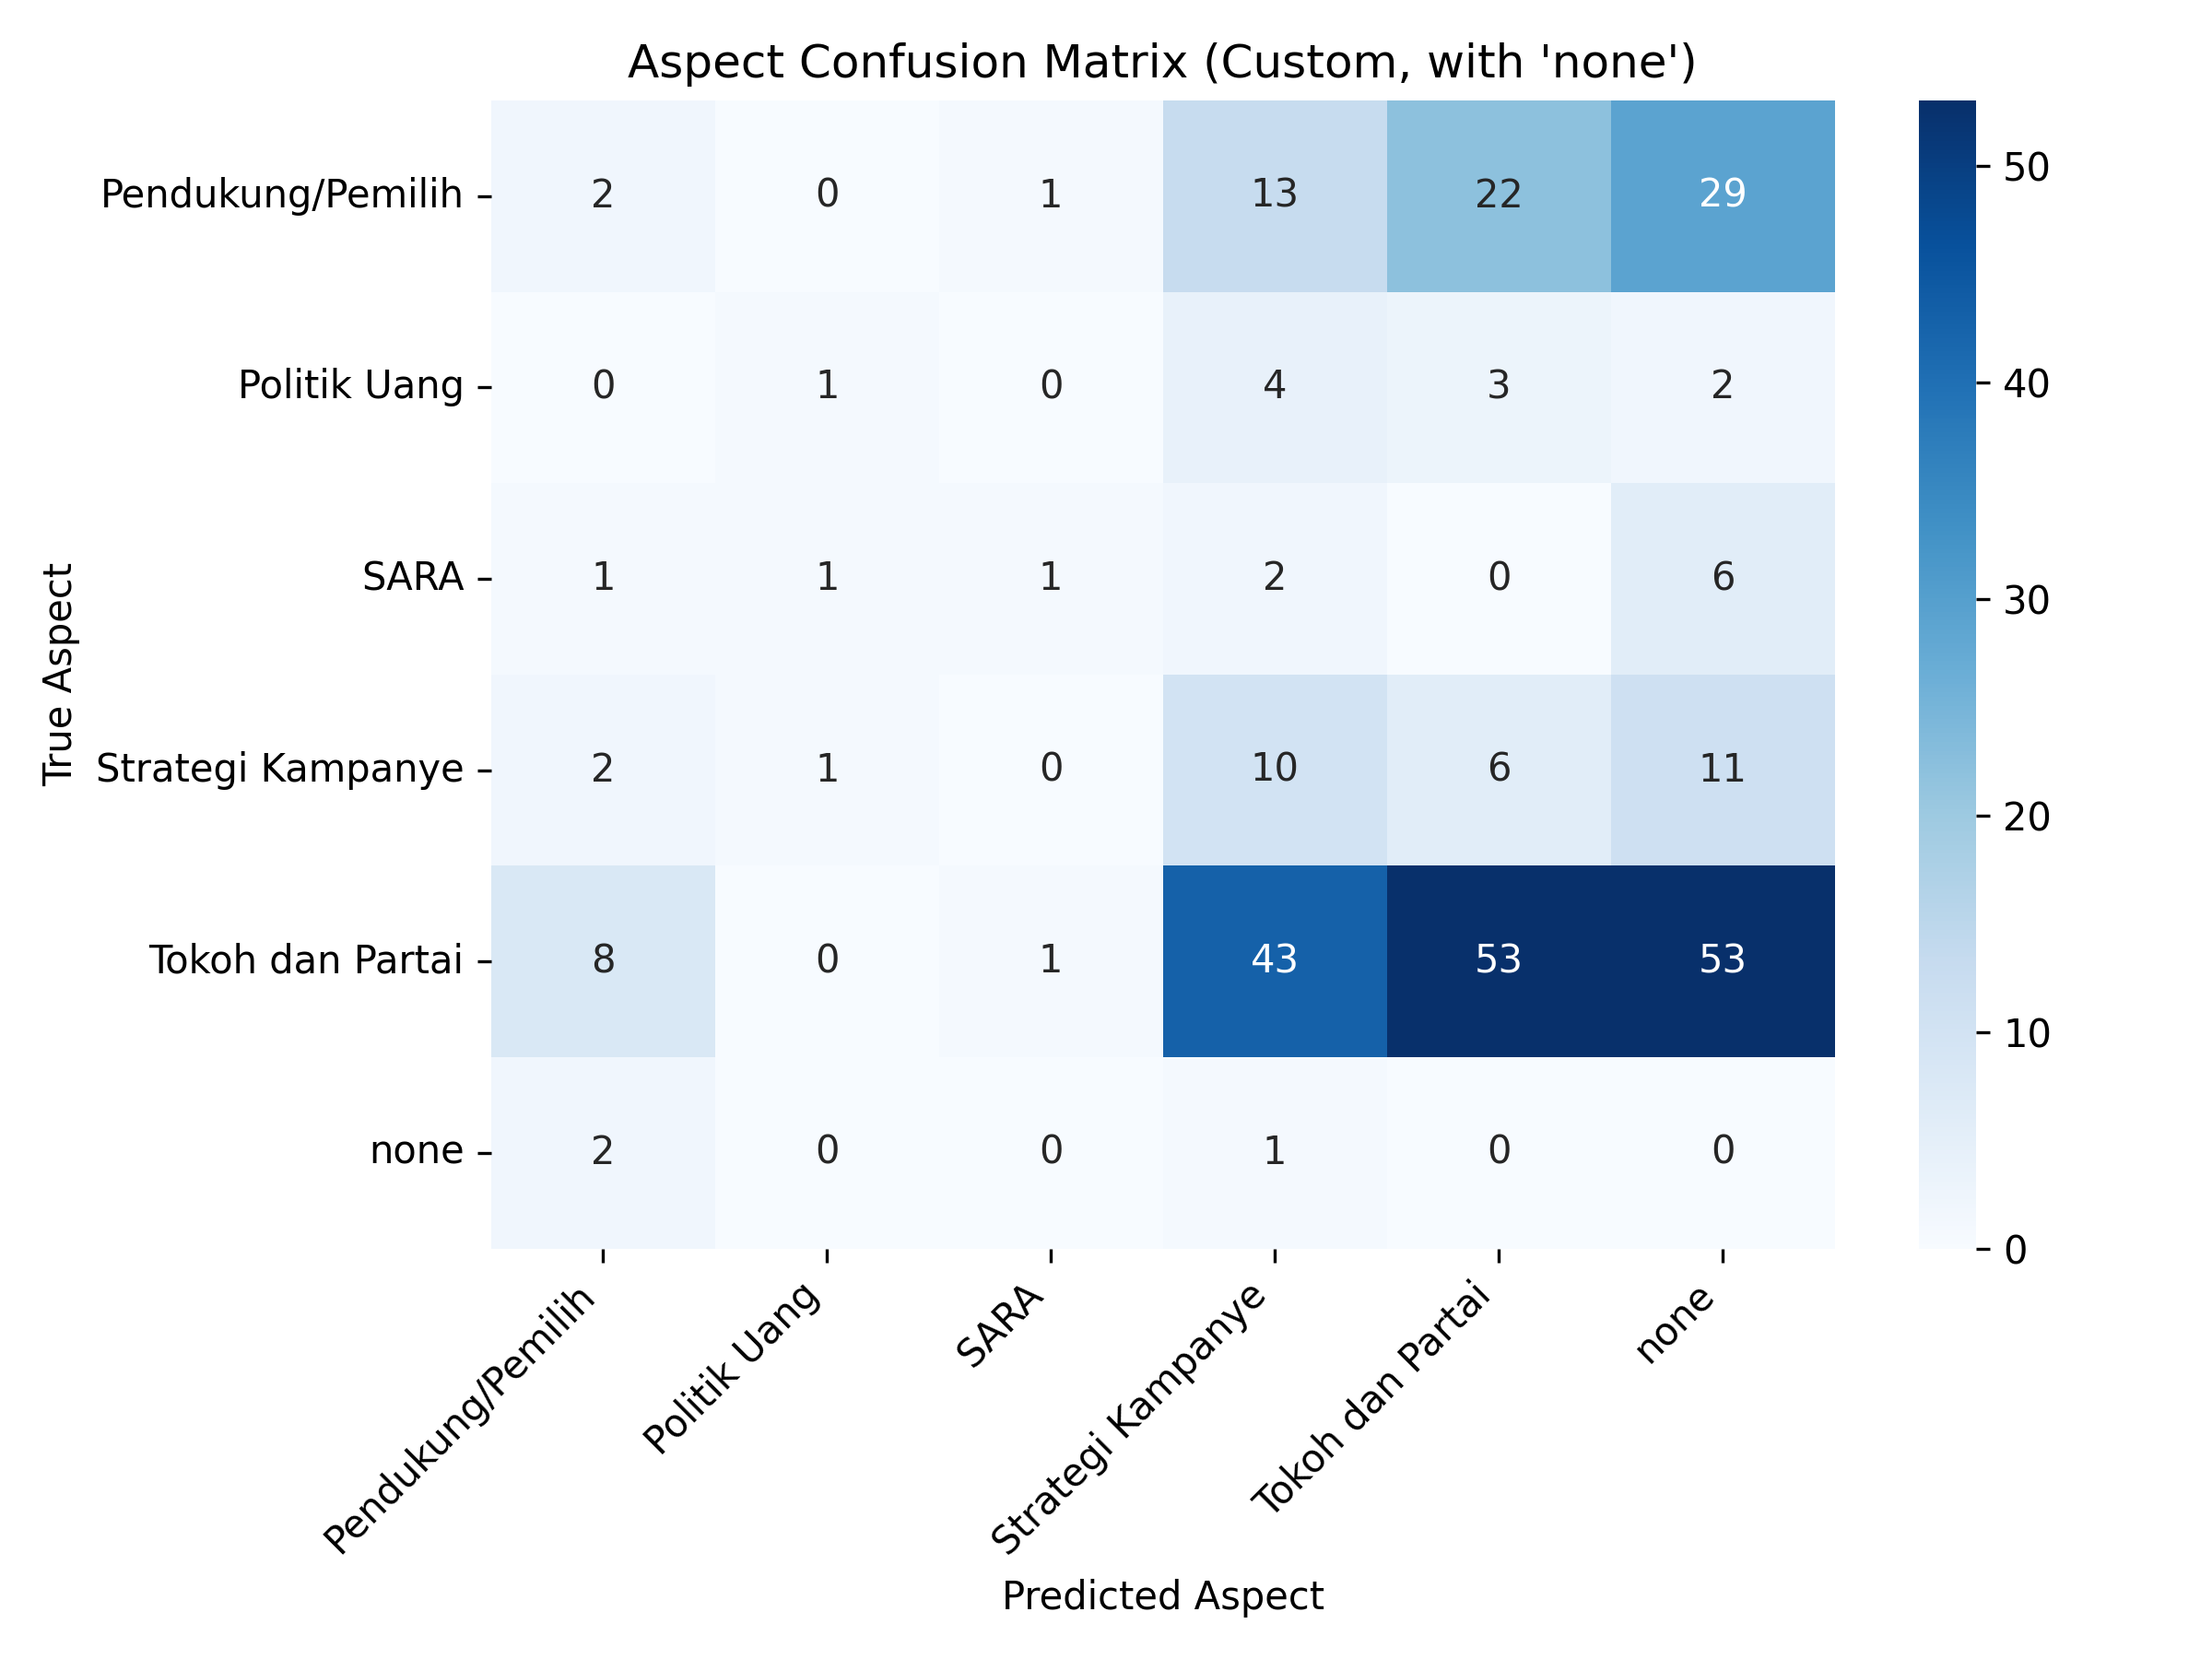 Aspect Confusion Matrix (Custom, with 'none')
True Aspect
Pendukung/Pemilih 2 0 1 13 22 29
Politik Uang 0 1 0 4 3 2
SARA 1 1 1 2 0 6
Strategi Kampanye 2 1 0 10 6 11
Tokoh dan Partai 8 0 1 43 53 53
none 2 0 0 1 0 0
Pendukung/Pemilih
Politik Uang
SARA
Strategi Kampanye
Tokoh dan Partai
none
Predicted Aspect
50
40
30
20
10
0